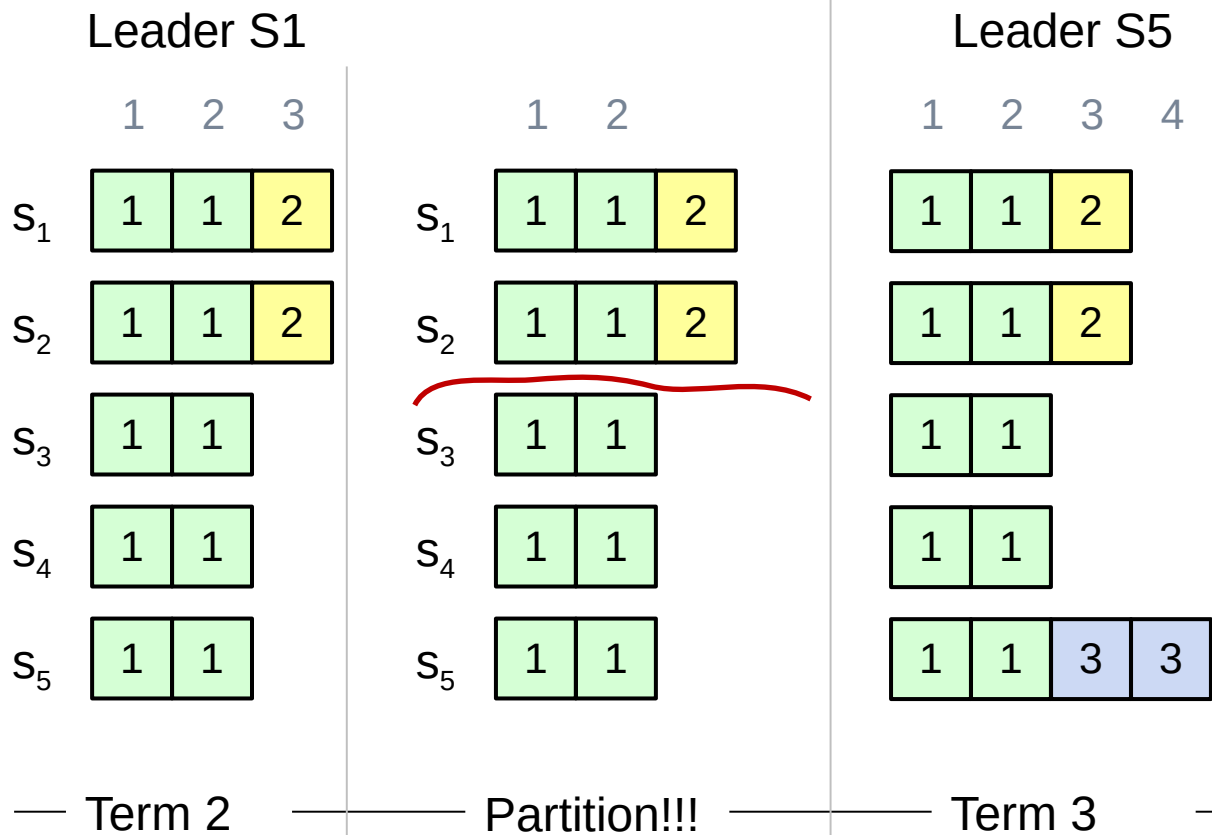 Leader S1 Leader S5
1 2 3 1 2 1 2 3 4
s1 1 1 2 s1 1 1 2 1 1 2
s2 1 1 2 s2 1 1 2 1 1 2
s3 1 1 s3 1 1 1 1
s4 1 1 s4 1 1 1 1
s5 1 1 s5 1 1 1 1 3 3
Term 2 Partition!!! Term 3